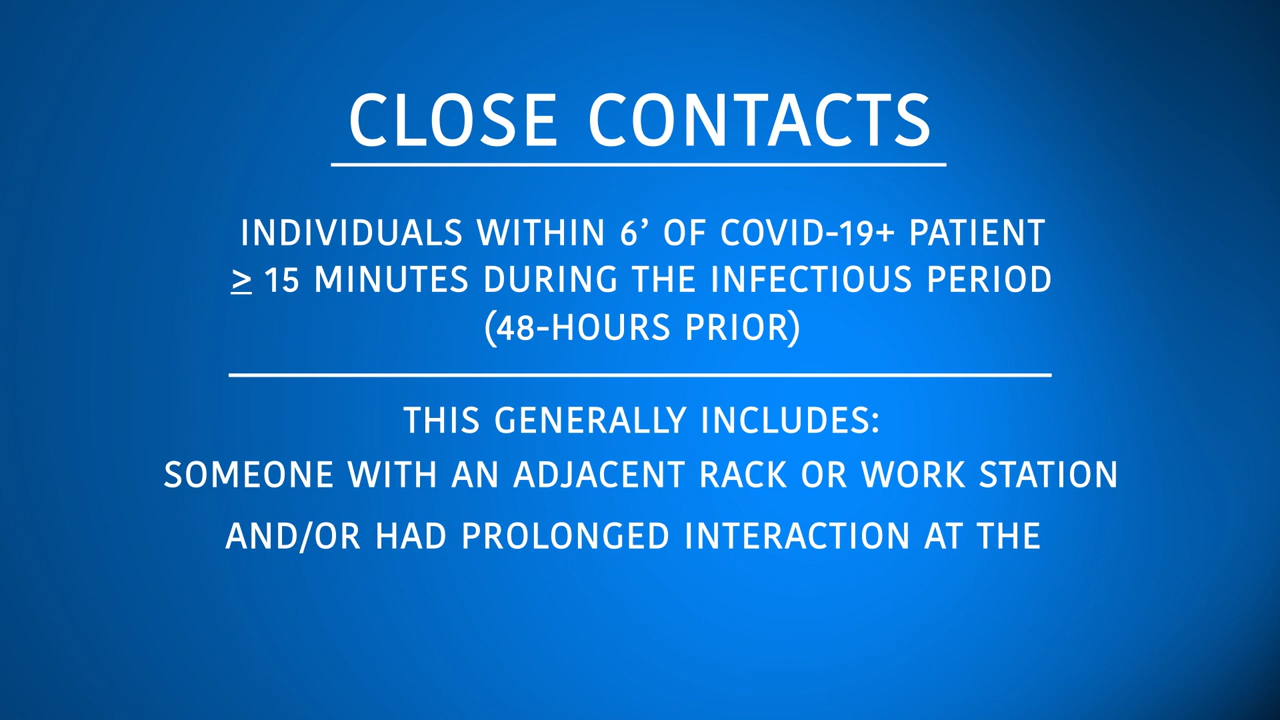 CLOSE CONTACTS
INDIVIDUALS WITHIN 6’ OF COVID-19+ PATIENT
≥ 15 MINUTES DURING THE INFECTIOUS PERIOD
(48-HOURS PRIOR)
THIS GENERALLY INCLUDES:
SOMEONE WITH AN ADJACENT RACK OR WORK STATION
AND/OR HAD PROLONGED INTERACTION AT THE